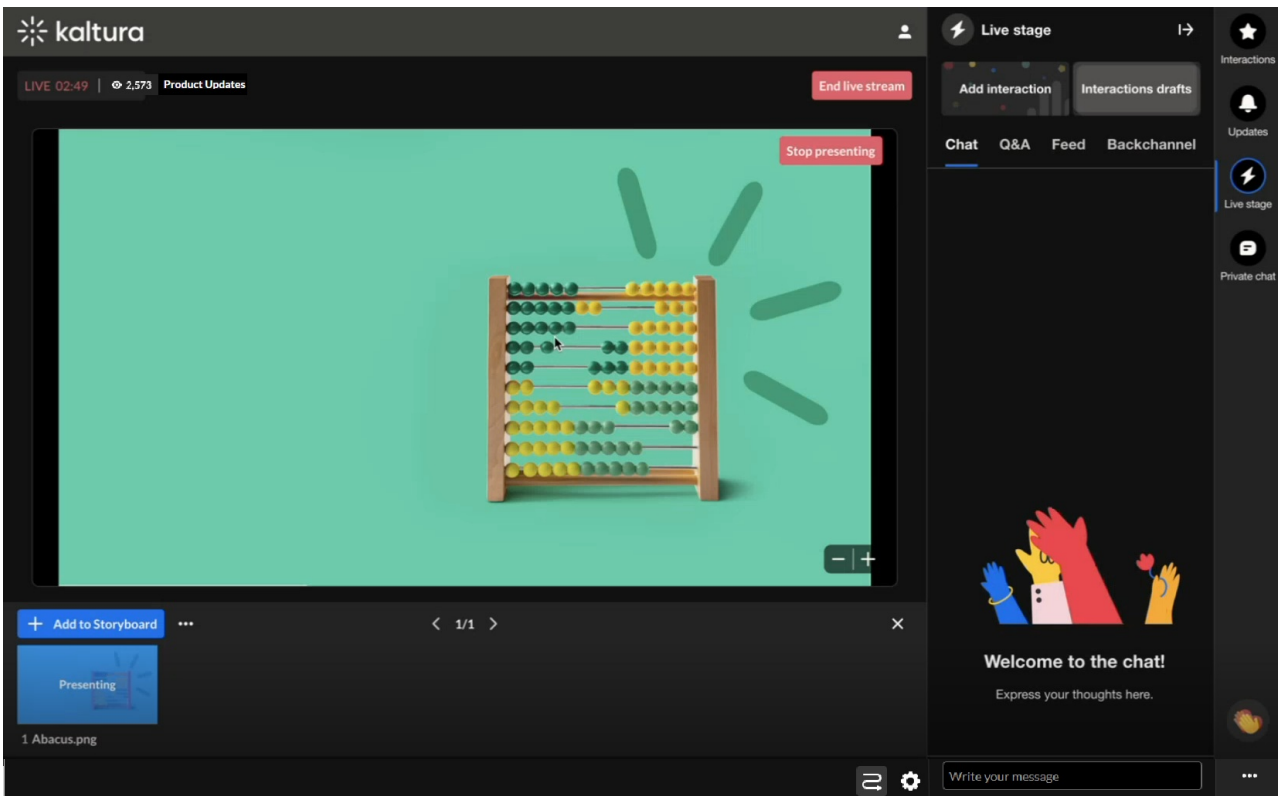 kaltura
LIVE 02:49 | 2,573 Product Updates
End live stream
Stop presenting
+ Add to Storyboard •••
< 1/1 >
Presenting
1 Abacus.png
Live stage
Add interaction
Interactions drafts
Chat Q&A Feed Backchannel
Welcome to the chat!
Express your thoughts here.
Write your message
Interactions
Updates
Live stage
Private chat